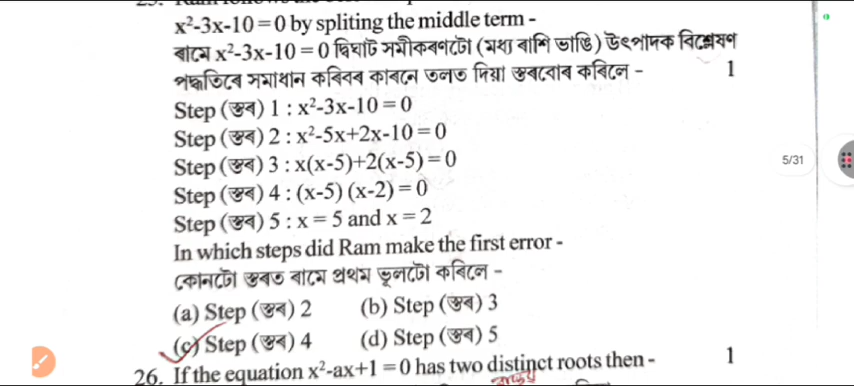 x²-3x-10 = 0 by spliting the middle term -
ৰামে x²-3x-10 = 0 দ্বিঘাট সমীকৰণটো (মধ্য ৰাশি ভাঙি) উৎপাদক বিশ্লেষণ
পদ্ধতিৰে সমাধান কৰিবৰ কাৰণে তলত দিয়া স্তৰবোৰ কৰিলে - 1
Step (স্তৰ) 1 : x²-3x-10 = 0
Step (স্তৰ) 2 : x²-5x+2x-10 = 0
5/31
Step (স্তৰ) 3 : x(x-5)+2(x-5) = 0
Step (স্তৰ) 4 : (x-5) (x-2) = 0
Step (স্তৰ) 5 : x = 5 and x = 2
In which steps did Ram make the first error -
কোনটো স্তৰত ৰামে প্ৰথম ভুলটো কৰিলে -
(a) Step (স্তৰ) 2 (b) Step (স্তৰ) 3
(c) Step (স্তৰ) 4 (d) Step (স্তৰ) 5
26. If the equation x²-ax+1 = 0 has two distinct roots then - 1